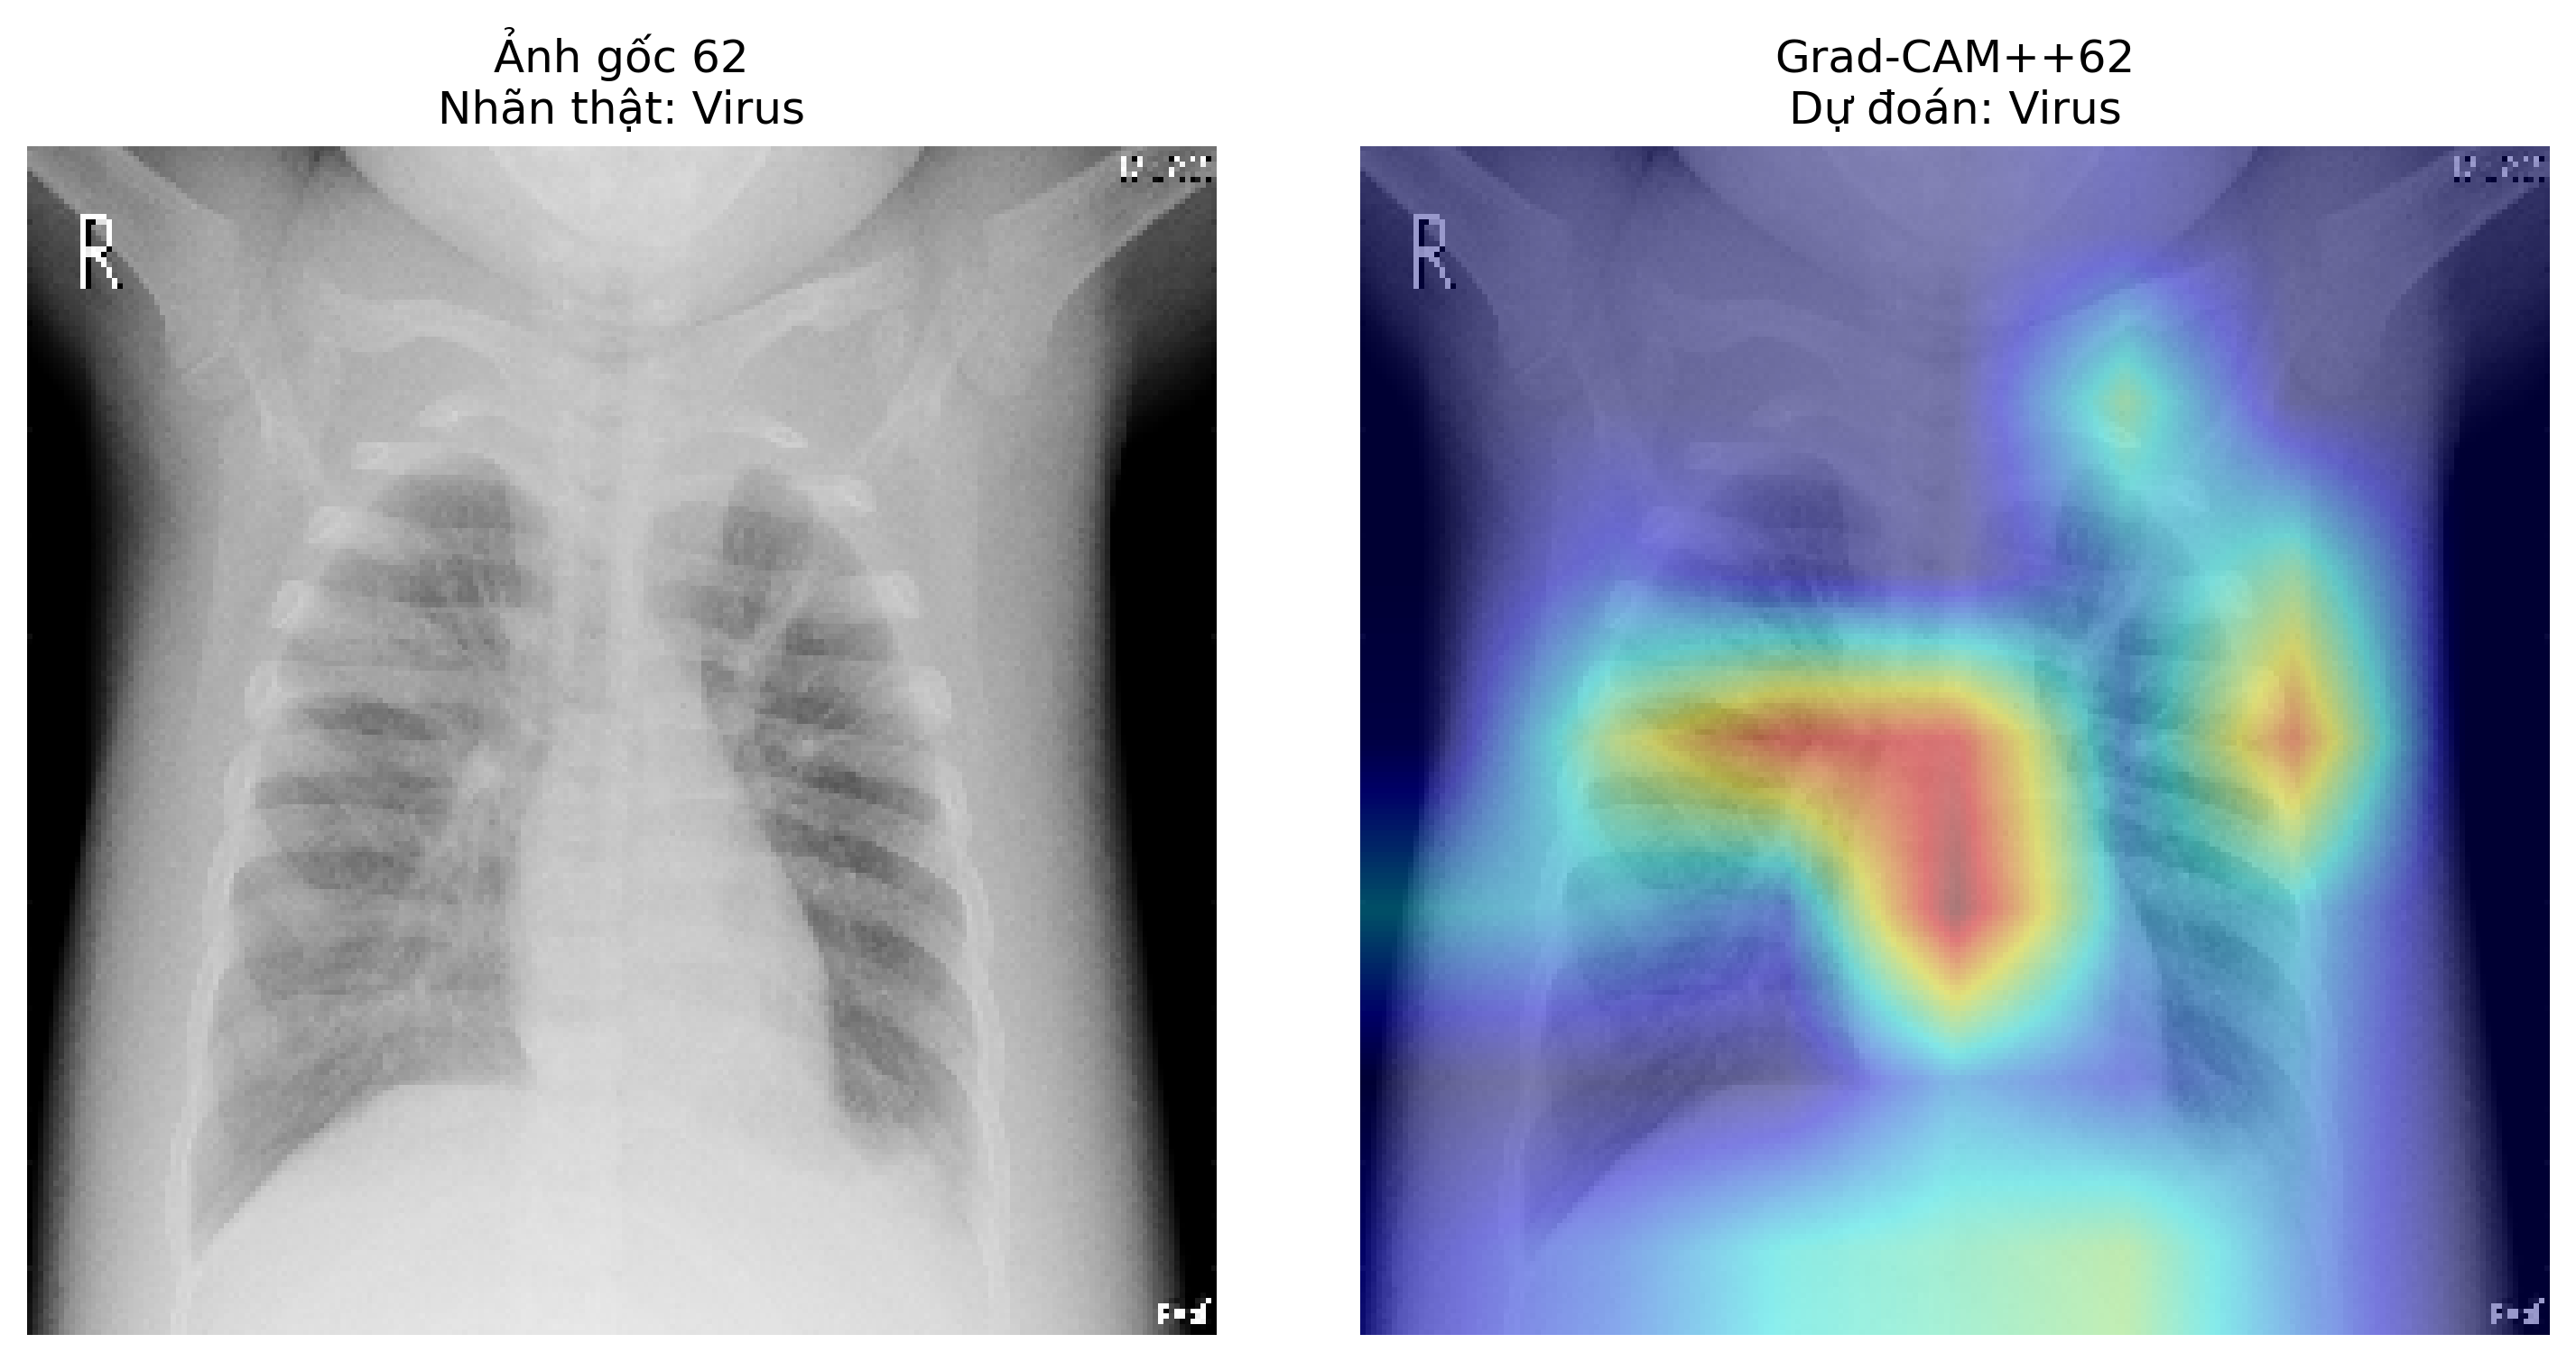 Ảnh gốc 62
Nhãn thật: Virus
Grad-CAM++62
Dự đoán: Virus
R